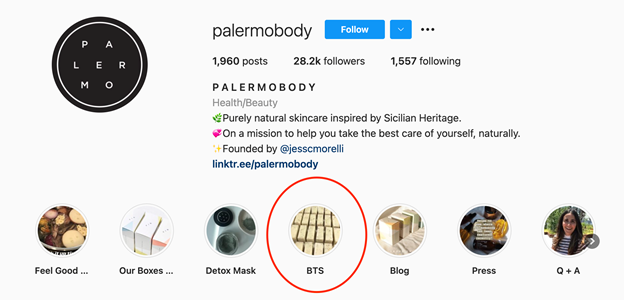 P A
L E R
M O
palermobody
Follow
1,960 posts 28.2k followers 1,557 following
P A L E R M O B O D Y
Health/Beauty
🌿Purely natural skincare inspired by Sicilian Heritage.
💞On a mission to help you take the best care of yourself, naturally.
✨Founded by @jesscmorelli
linktr.ee/palermobody
Feel Good ... Our Boxes ... Detox Mask BTS Blog Press Q + A